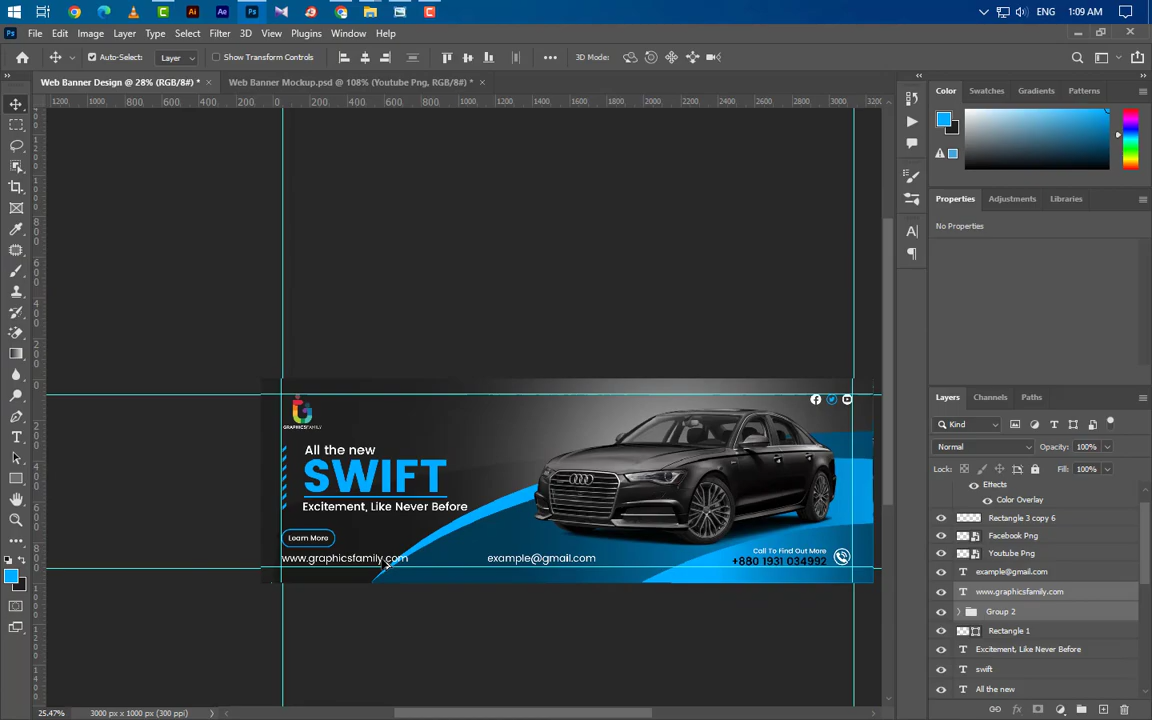 ENG 1:09 AM
Ps File Edit Image Layer Type Select Filter 3D View Plugins Window Help
Auto-Select: Layer Show Transform Controls 3D Mode:
Web Banner Design @ 28% (RGB/8#) * × Web Banner Mockup.psd @ 108% (Youtube Png, RGB/8#) * ×
Color Swatches Gradients Patterns
Properties Adjustments Libraries
No Properties
GRAPHICSFAMILY
All the new
SWIFT
Excitement, Like Never Before
Learn More
www.graphicsfamily.com
example@gmail.com
Call To Find Out More
+880 1931 034992
Layers Channels Paths
Kind
Normal Opacity: 100%
Lock: Fill: 100%
Effects
Color Overlay
Rectangle 3 copy 6
Facebook Png
Youtube Png
example@gmail.com
www.graphicsfamily.com
Group 2
Rectangle 1
Excitement, Like Never Before
swift
All the new
25.47% 3000 px x 1000 px (300 ppi)